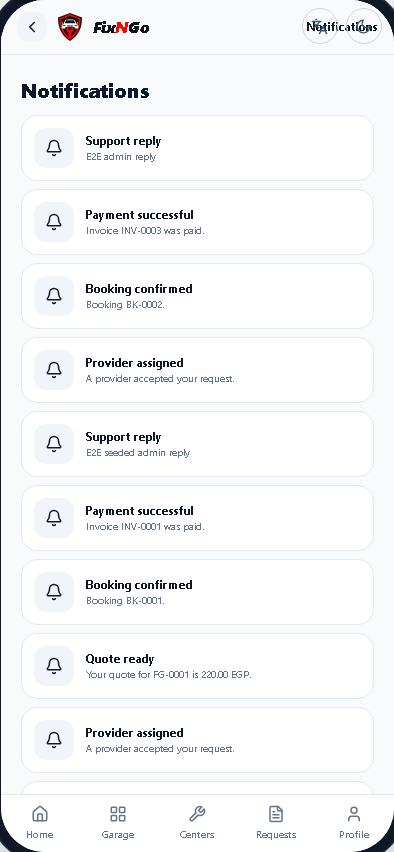 FixNGo
Notifications
Notifications
Support reply
E2E admin reply
Payment successful
Invoice INV-0003 was paid.
Booking confirmed
Booking BK-0002.
Provider assigned
A provider accepted your request.
Support reply
E2E seeded admin reply
Payment successful
Invoice INV-0001 was paid.
Booking confirmed
Booking BK-0001.
Quote ready
Your quote for FG-0001 is 220.00 EGP.
Provider assigned
A provider accepted your request.
Home
Garage
Centers
Requests
Profile